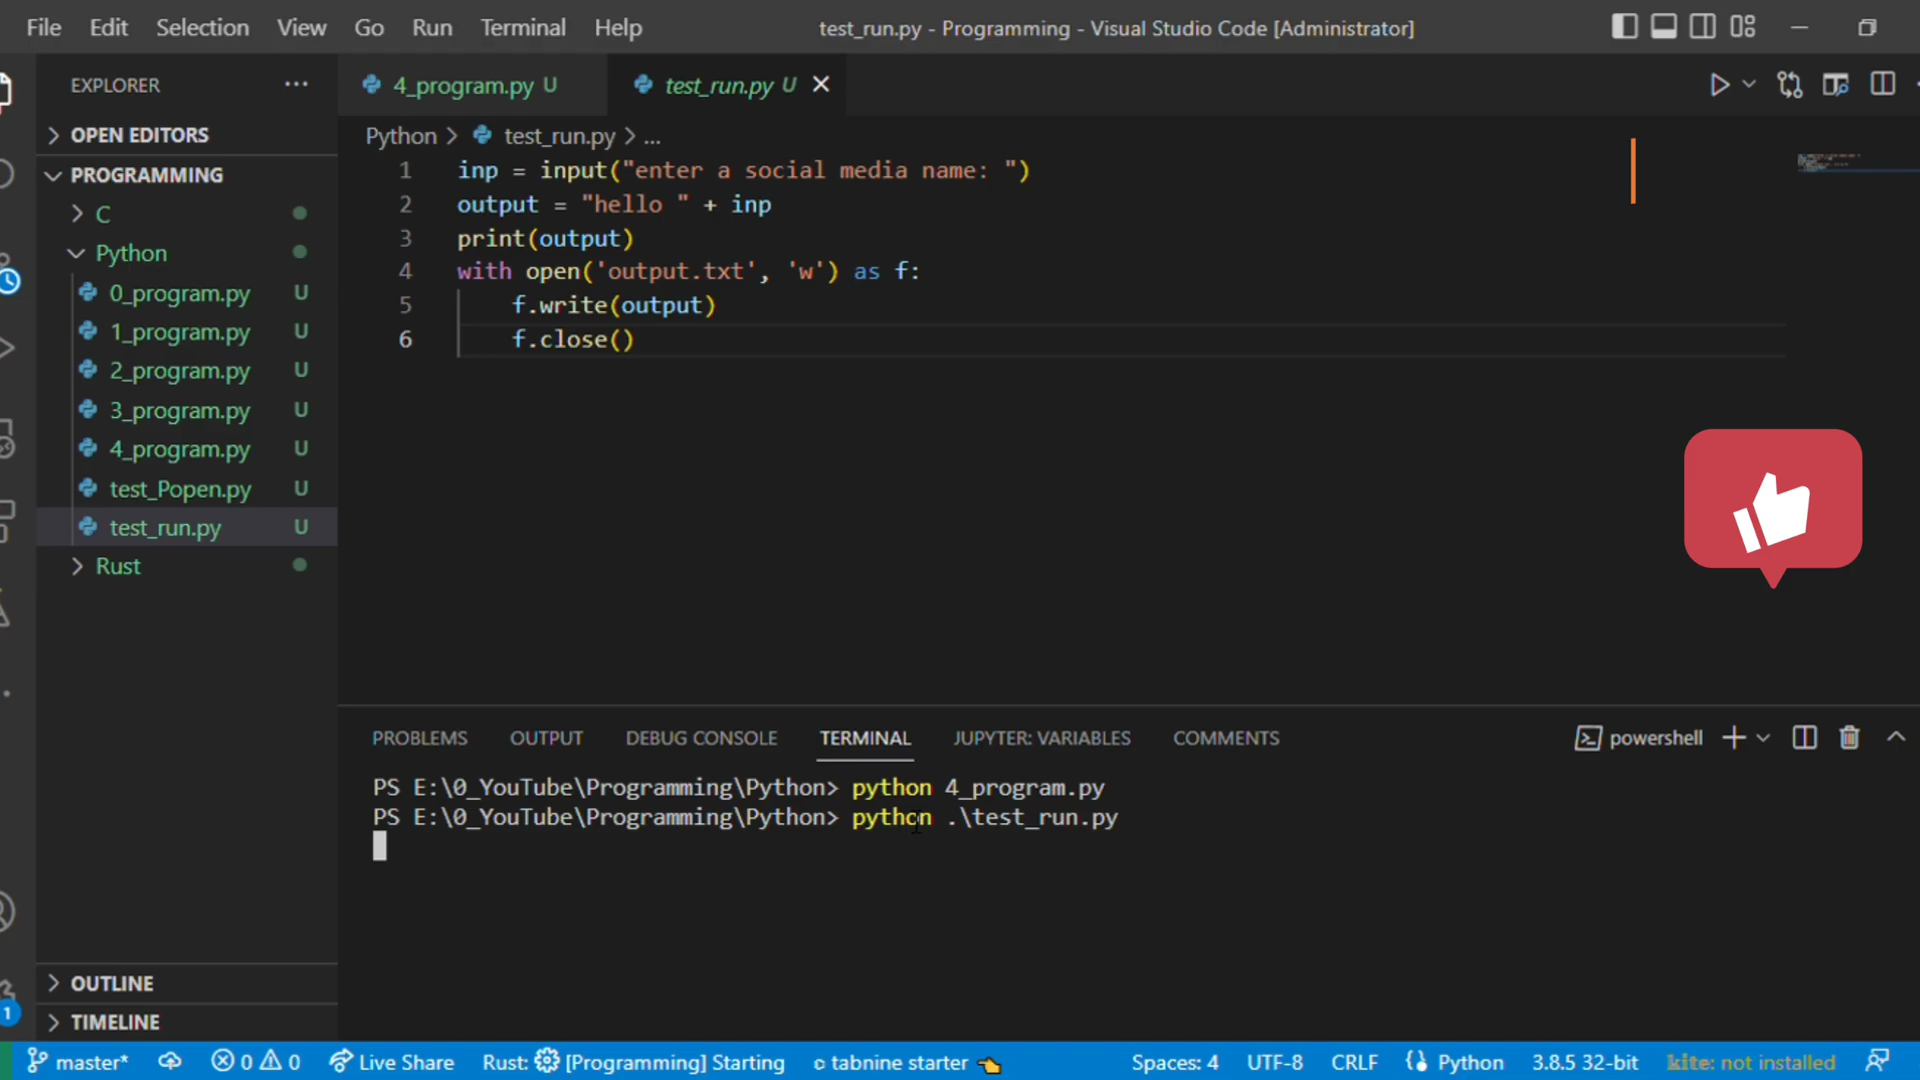 File Edit Selection View Go Run Terminal Help test_run.py - Programming - Visual Studio Code [Administrator]
EXPLORER
OPEN EDITORS
PROGRAMMING
C
Python
0_program.py U
1_program.py U
2_program.py U
3_program.py U
4_program.py U
test_Popen.py U
test_run.py U
Rust
OUTLINE
TIMELINE
4_program.py U test_run.py U
Python > test_run.py > ...
1 inp = input("enter a social media name: ")
2 output = "hello " + inp
3 print(output)
4 with open('output.txt', 'w') as f:
5     f.write(output)
6     f.close()
PROBLEMS OUTPUT DEBUG CONSOLE TERMINAL JUPYTER: VARIABLES COMMENTS powershell
PS E:\0_YouTube\Programming\Python> python 4_program.py
PS E:\0_YouTube\Programming\Python> python .\test_run.py
1
master* 0 0 Live Share Rust: [Programming] Starting tabnine starter Spaces: 4 UTF-8 CRLF Python 3.8.5 32-bit kite: not installed